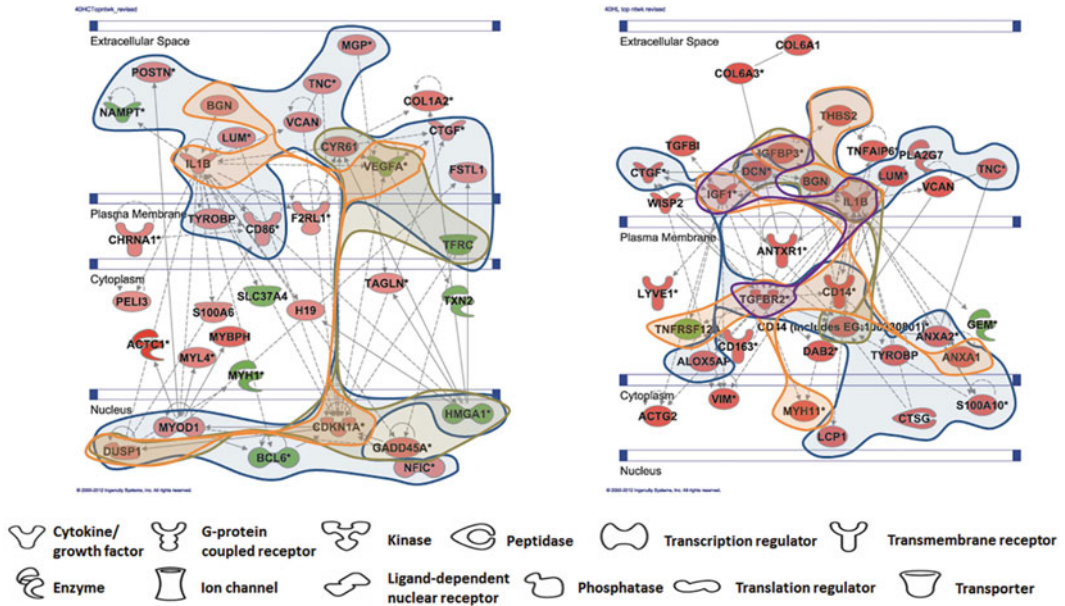 40HCTopntwk_revised
Extracellular Space
MGP*
POSTN*
TNC*
COL1A2*
NAMPT*
BGN
VCAN
CTGF*
LUM*
CYR61
IL1B
VEGFA*
FSTL1
Plasma Membrane
TYROBP
F2RL1*
CD86*
CHRNA1*
TFRC
Cytoplasm
TAGLN*
PELI3
SLC37A4
TXN2
S100A6
H19
MYBPH
ACTC1*
MYL4*
MYH1*
Nucleus
HMGA1*
MYOD1
CDKN1A*
DUSP1
GADD45A*
BCL6*
NFIC*
© 2000-2012 Ingenuity Systems, Inc. All rights reserved.
40HL top ntwk revised
Extracellular Space
COL6A1
COL6A3*
THBS2
TGFBI
IGFBP3*
TNFAIP6*
PLA2G7
CTGF*
DCN*
LUM*
TNC*
BGN
VCAN
IGF1*
WISP2
IL1B
Plasma Membrane
ANTXR1*
LYVE1*
TGFBR2*
CD14*
TNFRSF12A
CD44 (includes EG:100330801)*
GEM*
CD163*
DAB2*
TYROBP
ANXA2*
ANXA1
ALOX5AP
Cytoplasm
VIM*
ACTG2
MYH11*
CTSG
S100A10*
LCP1
Nucleus
© 2000-2012 Ingenuity Systems, Inc. All rights reserved.
Cytokine/
growth factor
G-protein
coupled receptor
Kinase
Peptidase
Transcription regulator
Transmembrane receptor
Enzyme
Ion channel
Ligand-dependent
nuclear receptor
Phosphatase
Translation regulator
Transporter